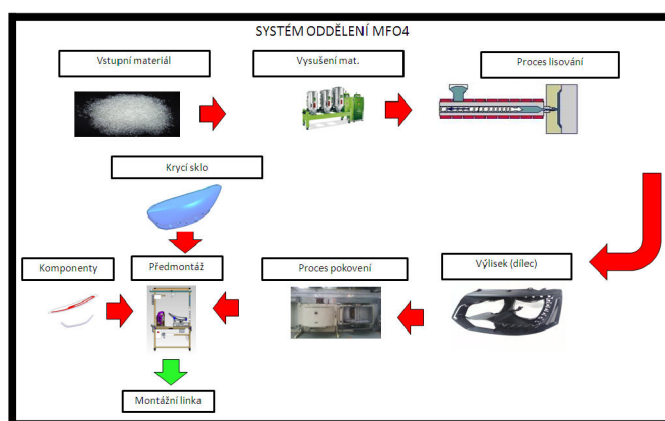 SYSTÉM ODDĚLENÍ MFO4
Vstupní materiál
Vysušení mat.
Proces lisování
Krycí sklo
Komponenty
Předmontáž
Proces pokovení
Výlisek (dílec)
Montážní linka